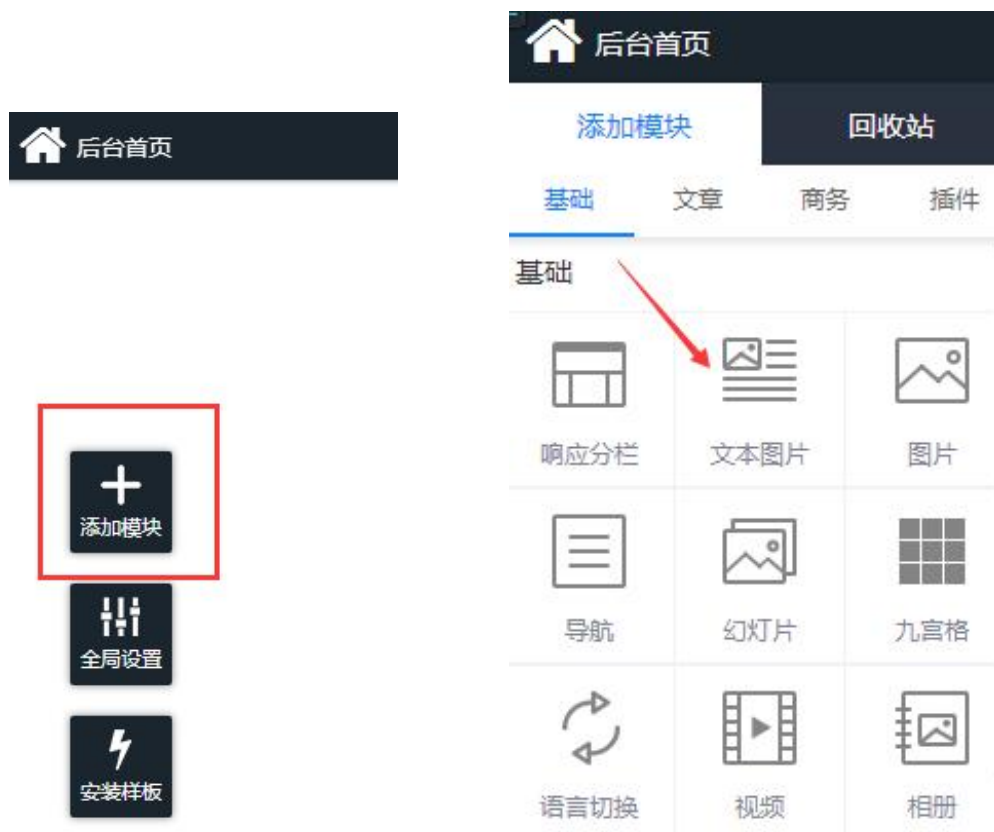 后台首页
添加模块
全局设置
安装样板
后台首页
添加模块 回收站
基础 文章 商务 插件
基础
响应分栏 文本图片 图片
导航 幻灯片 九宫格
语言切换 视频 相册